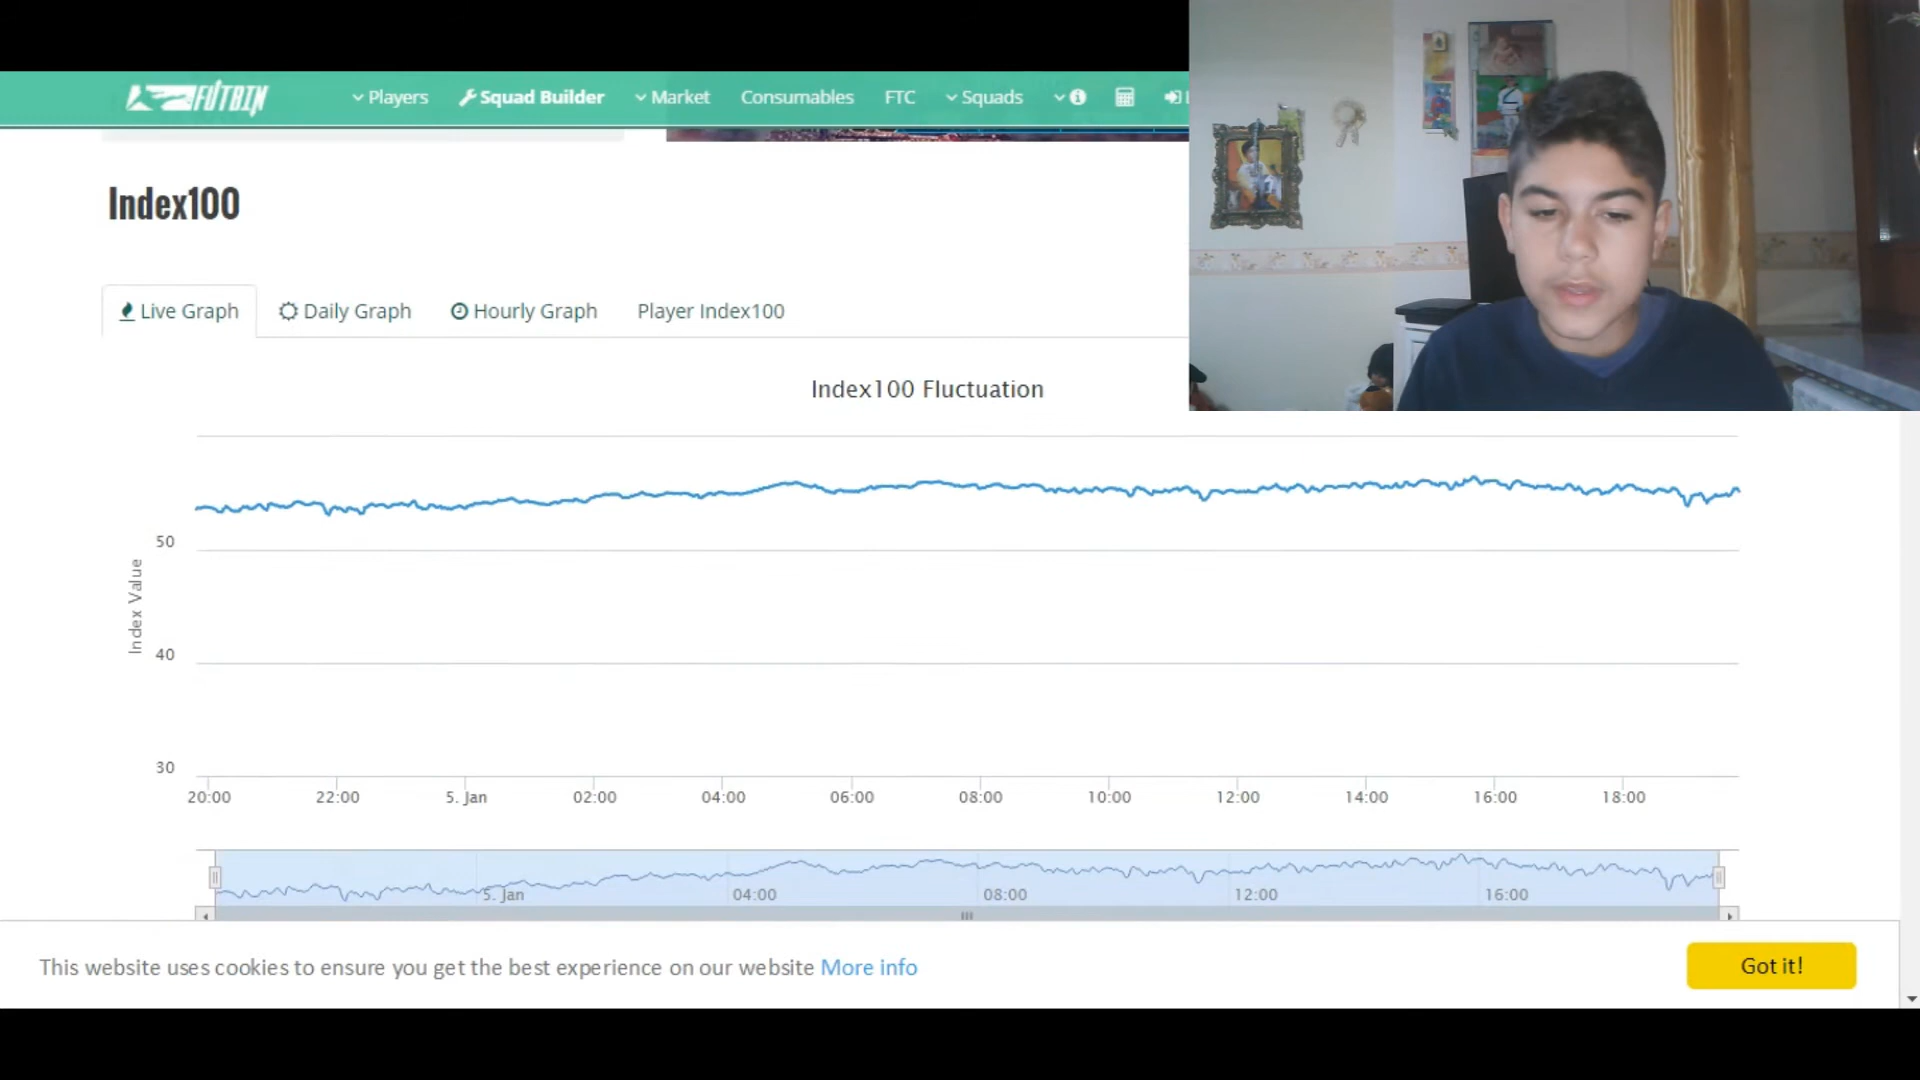 FUTBIN Players Squad Builder Market Consumables FTC Squads
Index100
Live Graph Daily Graph Hourly Graph Player Index100
Index100 Fluctuation
Index Value
50
40
30
20:00 22:00 5. Jan 02:00 04:00 06:00 08:00 10:00 12:00 14:00 16:00 18:00
5. Jan 04:00 08:00 12:00 16:00
This website uses cookies to ensure you get the best experience on our website More info
Got it!